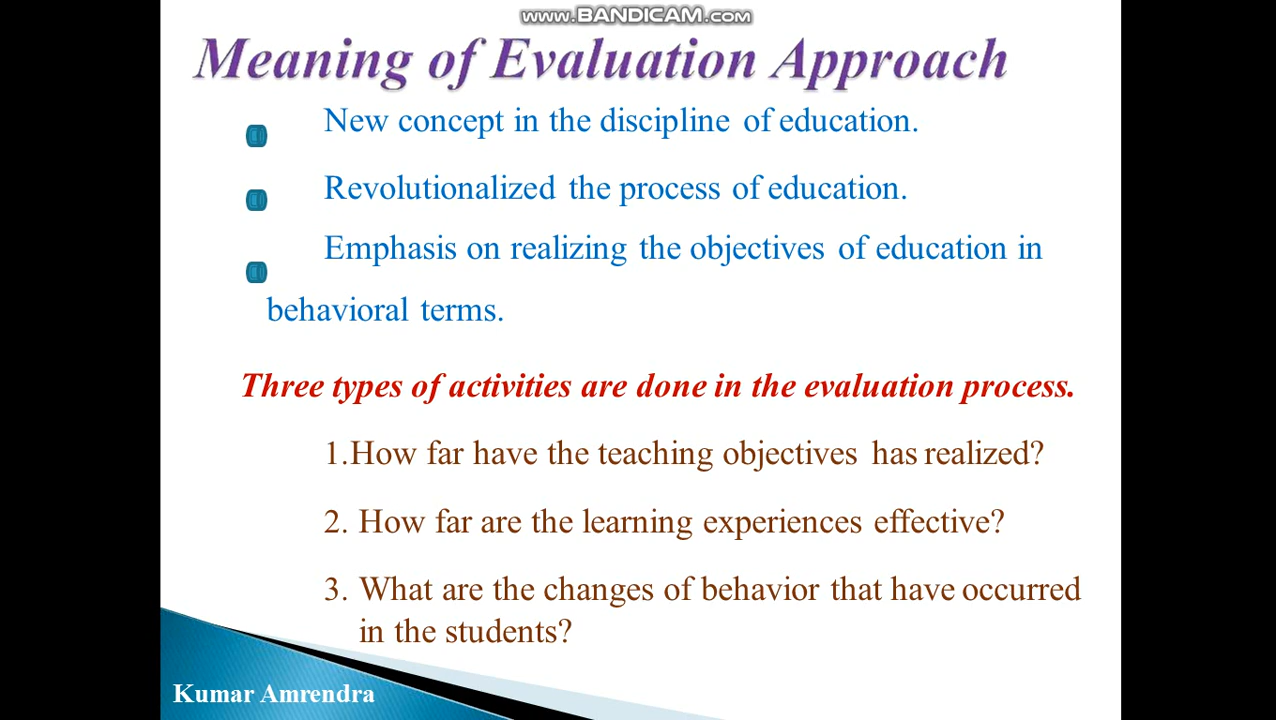 www.BANDICAM.com
Meaning of Evaluation Approach
New concept in the discipline of education.
Revolutionalized the process of education.
Emphasis on realizing the objectives of education in
behavioral terms.
Three types of activities are done in the evaluation process.
1.How far have the teaching objectives has realized?
2. How far are the learning experiences effective?
3. What are the changes of behavior that have occurred
in the students?
Kumar Amrendra